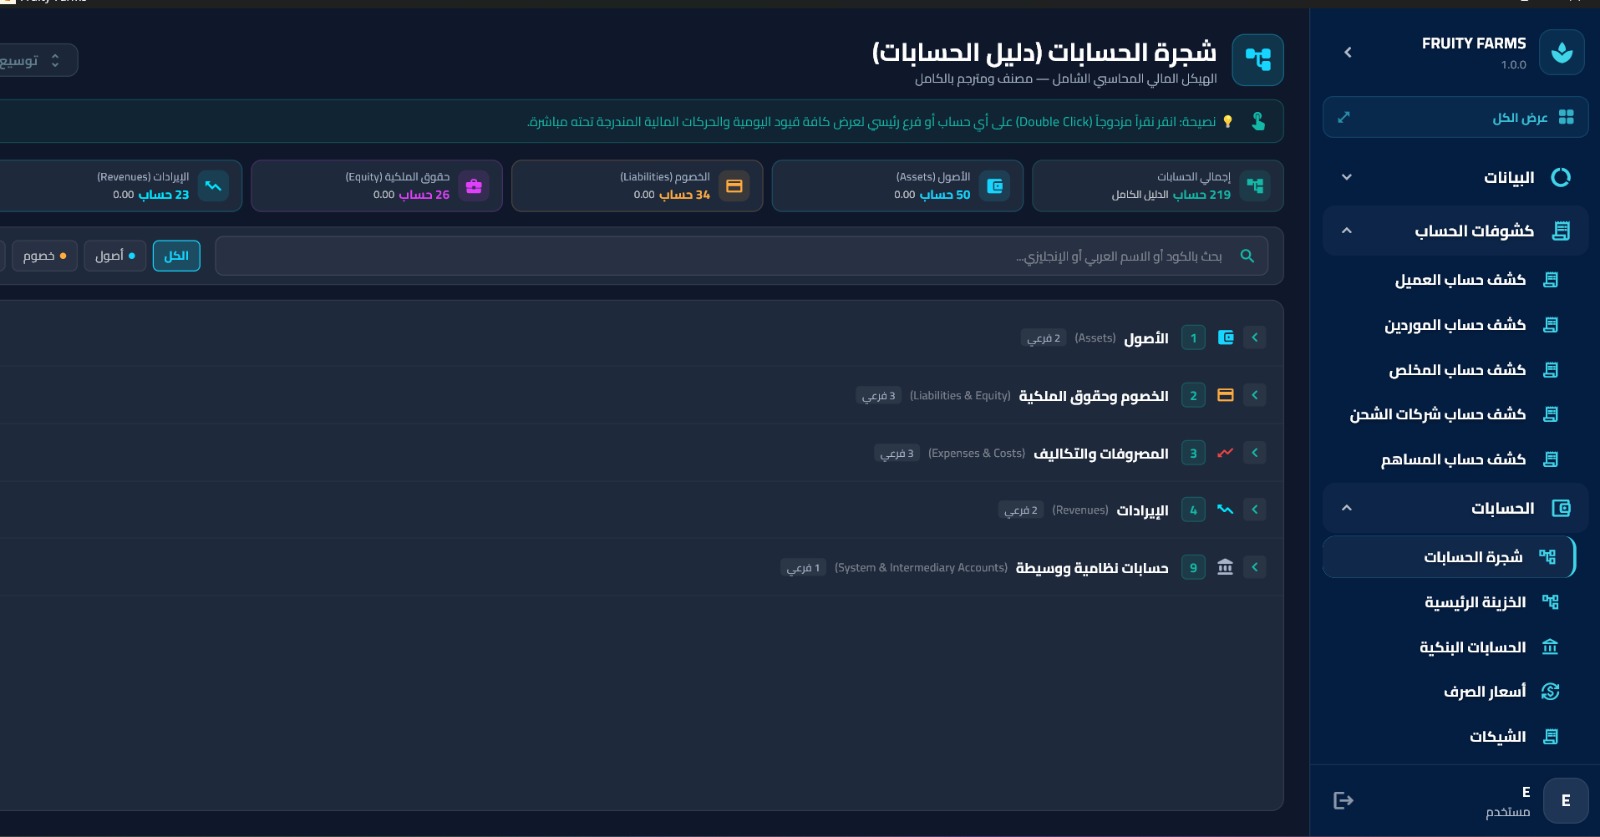 FRUITY FARMS
1.0.0
عرض الكل
البيانات
كشوفات الحساب
كشف حساب العميل
كشف حساب الموردين
كشف حساب المخلص
كشف حساب شركات الشحن
كشف حساب المساهم
الحسابات
شجرة الحسابات
الخزينة الرئيسية
الحسابات البنكية
أسعار الصرف
الشيكات
E
E
مستخدم
شجرة الحسابات (دليل الحسابات)
الهيكل المالي المحاسبي الشامل — مصنف ومترجم بالكامل
توسيع
💡 نصيحة: انقر نقراً مزدوجاً (Double Click) على أي حساب أو فرع رئيسي لعرض كافة قيود اليومية والحركات المالية المندرجة تحته مباشرة.
إجمالي الحسابات
219 حساب الدليل الكامل
الأصول (Assets)
50 حساب 0.00
الخصوم (Liabilities)
34 حساب 0.00
حقوق الملكية (Equity)
26 حساب 0.00
الإيرادات (Revenues)
23 حساب 0.00
بحث بالكود أو الاسم العربي أو الإنجليزي...
الكل
أصول
خصوم
1 الأصول (Assets) 2 فرعي
2 الخصوم وحقوق الملكية (Liabilities & Equity) 3 فرعي
3 المصروفات والتكاليف (Expenses & Costs) 3 فرعي
4 الإيرادات (Revenues) 2 فرعي
9 حسابات نظامية ووسيطة (System & Intermediary Accounts) 1 فرعي